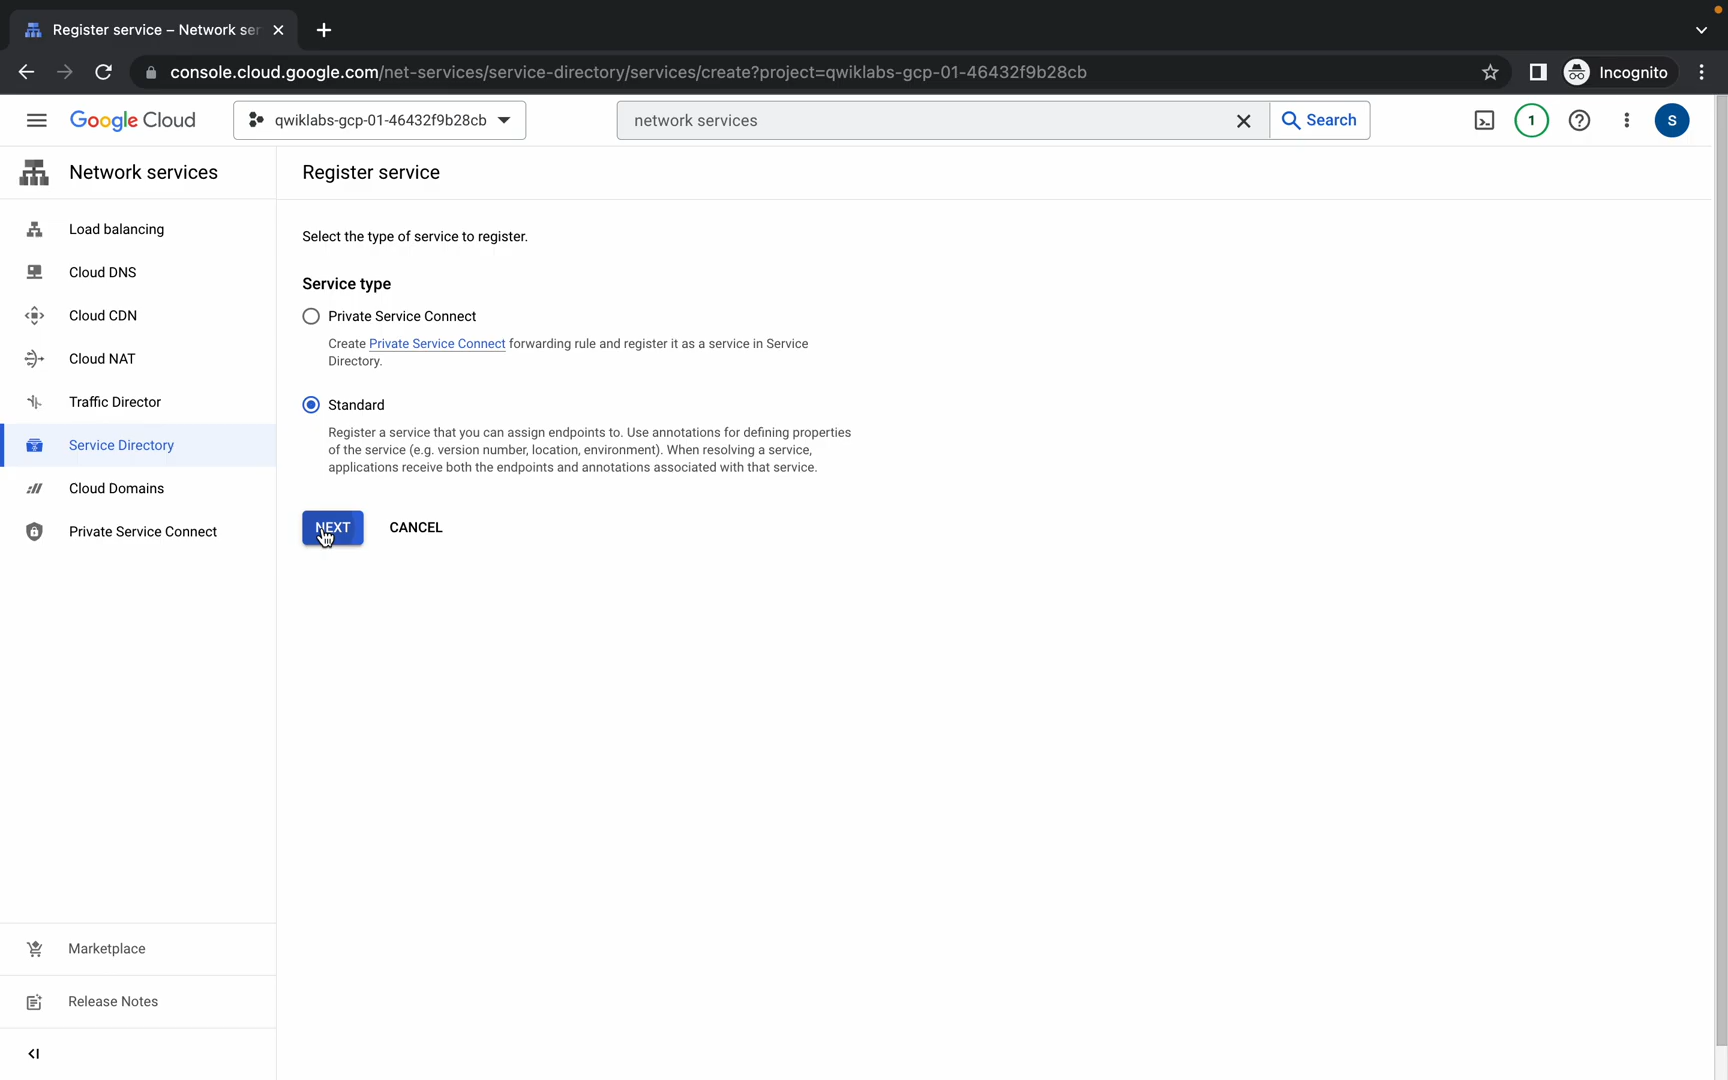 Register service – Network ser
console.cloud.google.com/net-services/service-directory/services/create?project=qwiklabs-gcp-01-46432f9b28cb
Incognito
Google Cloud
qwiklabs-gcp-01-46432f9b28cb
network services
Search
1
S
Network services
Load balancing
Cloud DNS
Cloud CDN
Cloud NAT
Traffic Director
Service Directory
Cloud Domains
Private Service Connect
Marketplace
Release Notes
Register service
Select the type of service to register.
Service type
Private Service Connect
Create Private Service Connect forwarding rule and register it as a service in Service
Directory.
Standard
Register a service that you can assign endpoints to. Use annotations for defining properties
of the service (e.g. version number, location, environment). When resolving a service,
applications receive both the endpoints and annotations associated with that service.
NEXT
CANCEL